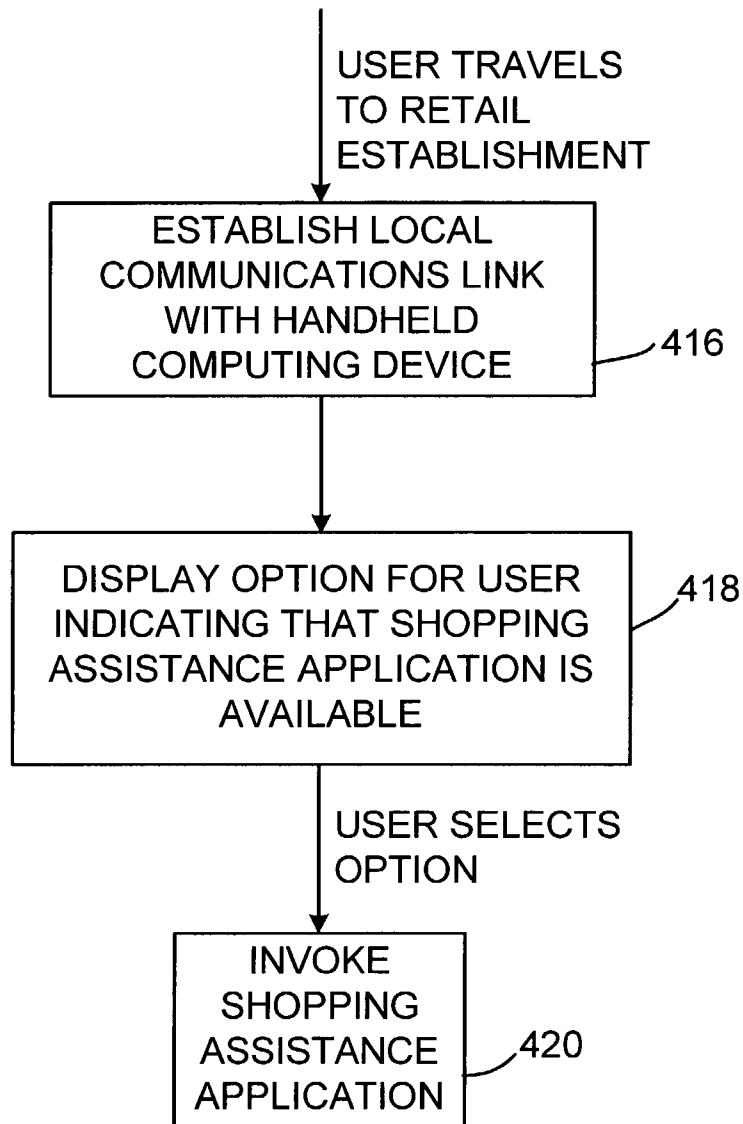 USER TRAVELS
TO RETAIL
ESTABLISHMENT
ESTABLISH LOCAL
COMMUNICATIONS LINK
WITH HANDHELD
COMPUTING DEVICE
416
DISPLAY OPTION FOR USER
INDICATING THAT SHOPPING
ASSISTANCE APPLICATION IS
AVAILABLE
418
USER SELECTS
OPTION
INVOKE
SHOPPING
ASSISTANCE
APPLICATION
420